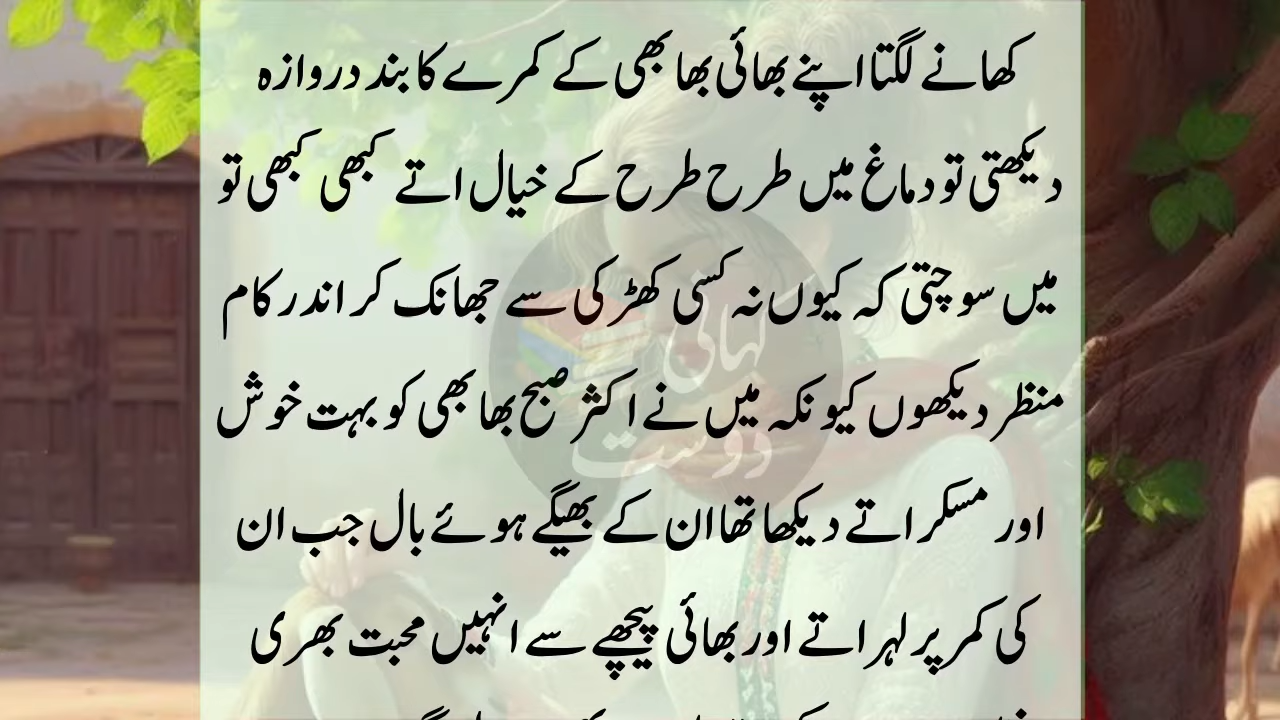 کھانے لگتا اپنے بھائی بھابھی کے کمرے کا بند دروازہ
دیکھتی تو دماغ میں طرح طرح کے خیال اتے کبھی کبھی تو
میں سوچتی کہ کیوں نہ کسی کھڑکی سے جھانک کر اندر کام
منظر دیکھوں کیونکہ میں نے اکثر صبح بھابھی کو بہت خوش
اور مسکراتے دیکھا تھا ان کے بھیگے ہوئے بال جب ان
کی کمر پر لہراتے اور بھائی پیچھے سے انہیں محبت بھری
کہانی
دوست